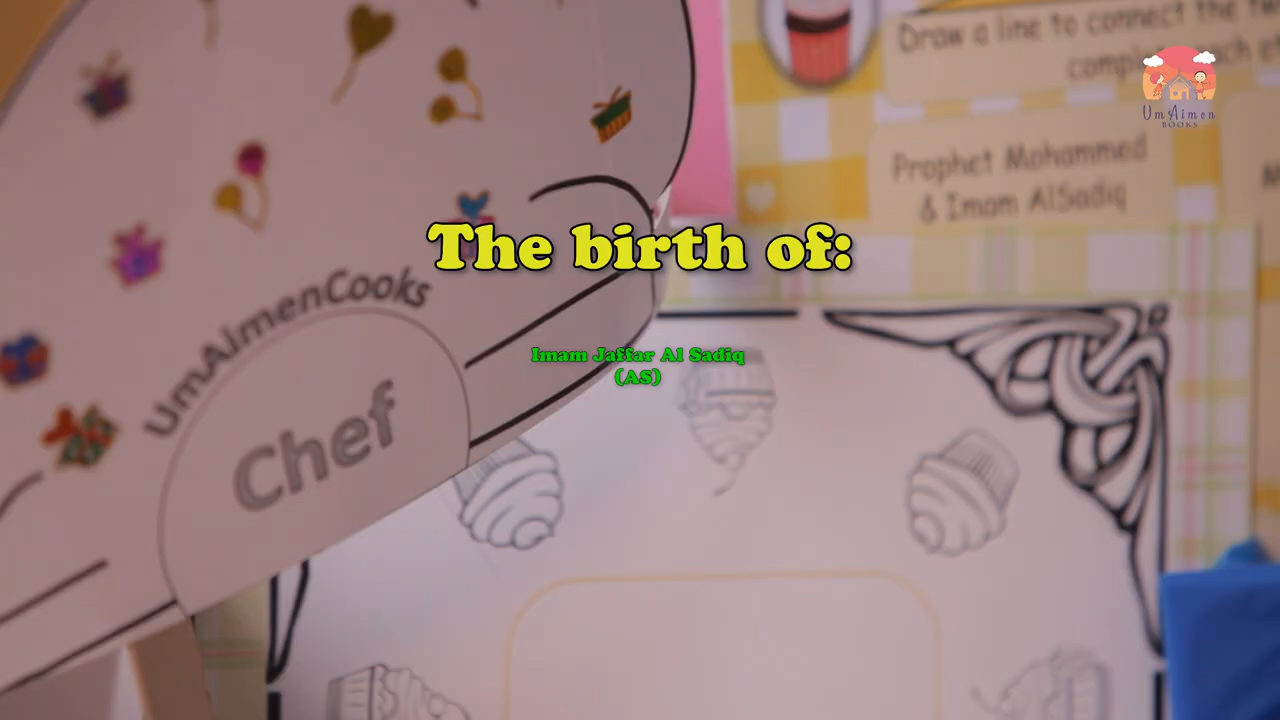 Draw a line to connect the
Prophet Mohammed
& Imam AlSadiq
UmAimen
BOOKS
The birth of:
Imam Jaffar Al Sadiq
(AS)
UmAimenCooks
Chef